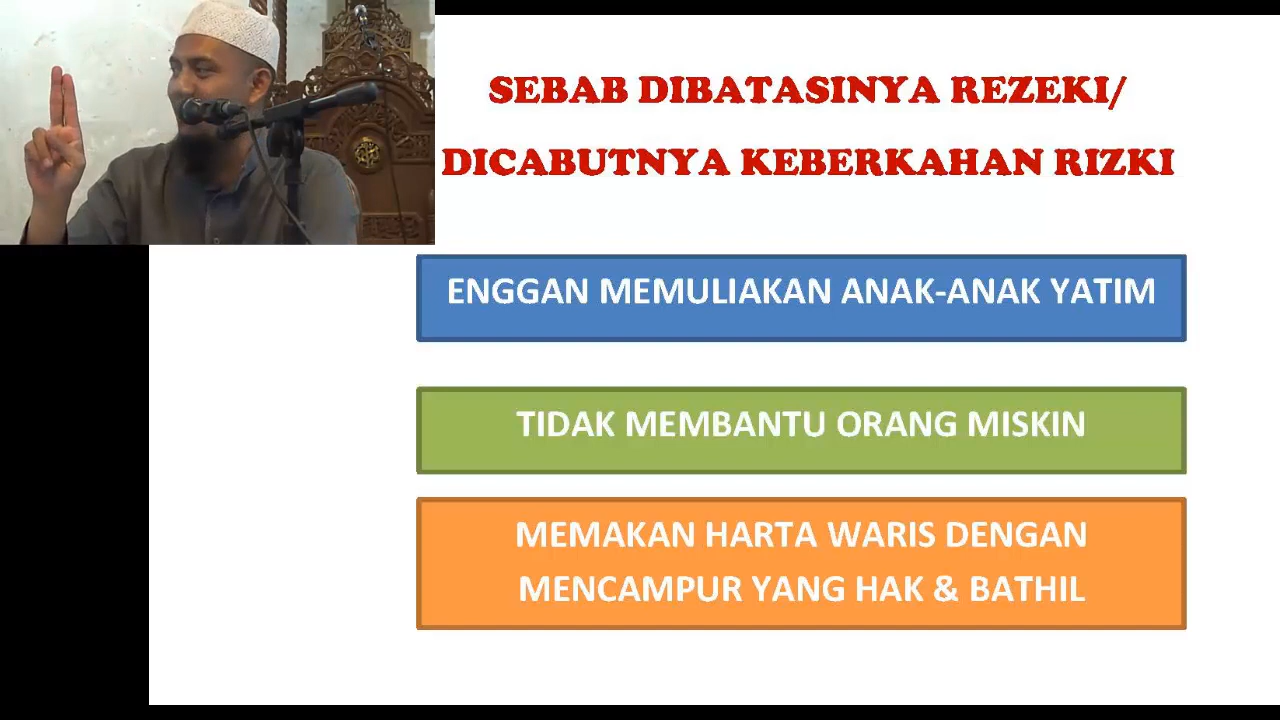 SEBAB DIBATASINYA REZEKI/
DICABUTNYA KEBERKAHAN RIZKI
ENGGAN MEMULIAKAN ANAK-ANAK YATIM
TIDAK MEMBANTU ORANG MISKIN
MEMAKAN HARTA WARIS DENGAN
MENCAMPUR YANG HAK & BATHIL